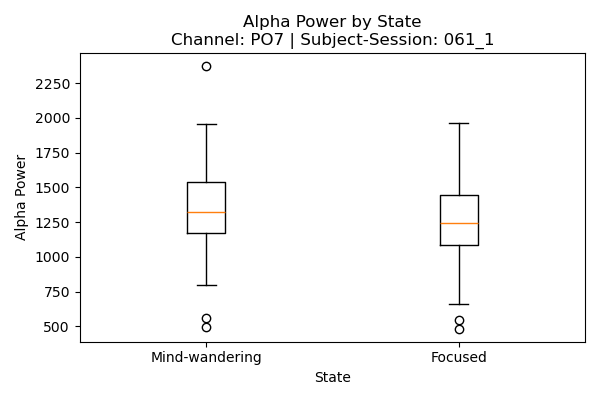 Alpha Power by State
Channel: PO7 | Subject-Session: 061_1
Alpha Power
2250
2000
1750
1500
1250
1000
750
500
Mind-wandering
Focused
State